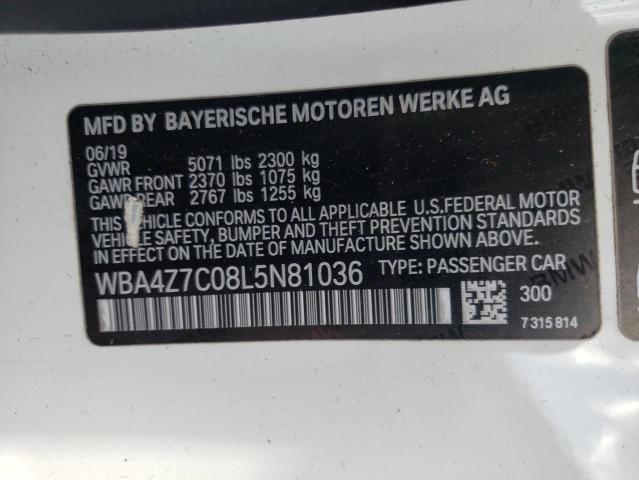 MFD BY BAYERISCHE MOTOREN WERKE AG
06/19
GVWR 5071 lbs 2300 kg
GAWR FRONT 2370 lbs 1075 kg
GAWR REAR 2767 lbs 1255 kg
THIS VEHICLE CONFORMS TO ALL APPLICABLE U.S.FEDERAL MOTOR
VEHICLE SAFETY, BUMPER AND THEFT PREVENTION STANDARDS
IN EFFECT ON THE DATE OF MANUFACTURE SHOWN ABOVE.
WBA4Z7C08L5N81036 TYPE: PASSENGER CAR
300
7 315 814